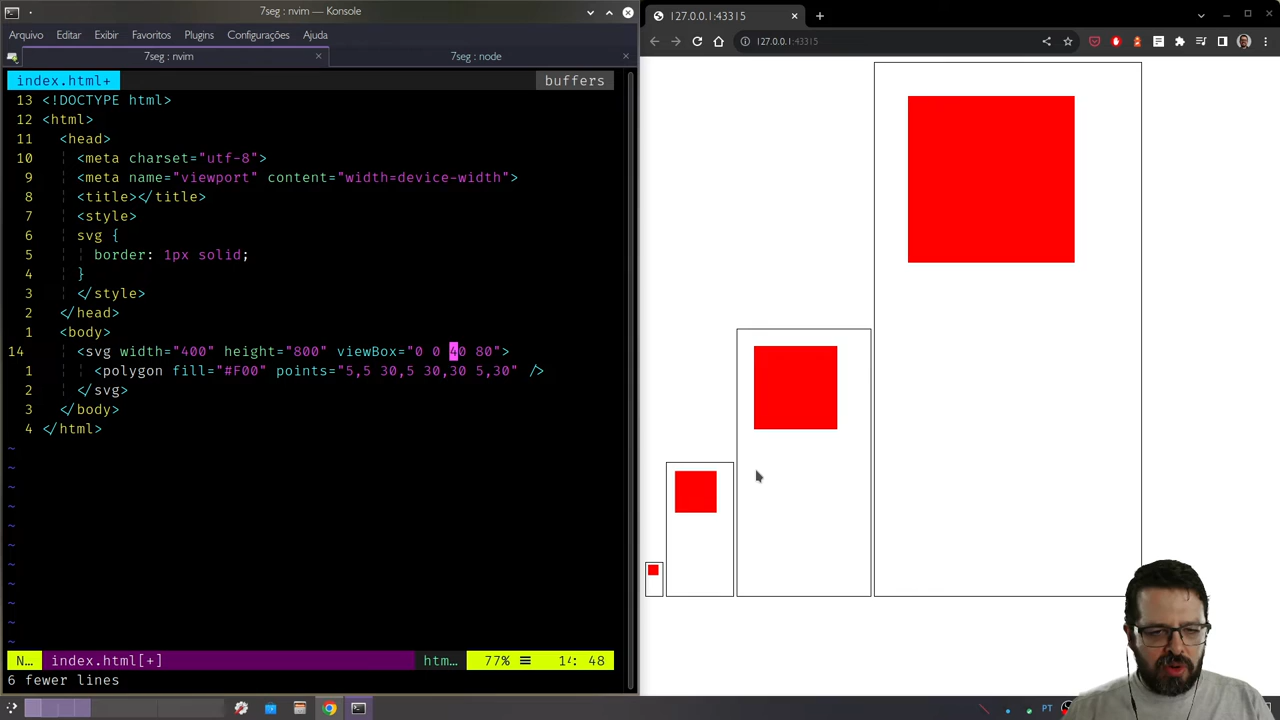 7seg : nvim — Konsole
Arquivo Editar Exibir Favoritos Plugins Configurações Ajuda
7seg : nvim
7seg : node
index.html+
buffers
13 <!DOCTYPE html>
12 <html>
11 <head>
10 <meta charset="utf-8">
9 <meta name="viewport" content="width=device-width">
8 <title></title>
7 <style>
6 svg {
5 border: 1px solid;
4 }
3 </style>
2 </head>
1 <body>
14 <svg width="400" height="800" viewBox="0 0 40 80">
1 <polygon fill="#F00" points="5,5 30,5 30,30 5,30" />
2 </svg>
3 </body>
4 </html>
~
~
~
~
~
~
~
~
~
~
~
N… index.html[+] htm… 77% ☰ 14: 48
6 fewer lines
127.0.0.1:43315
127.0.0.1:43315
PT